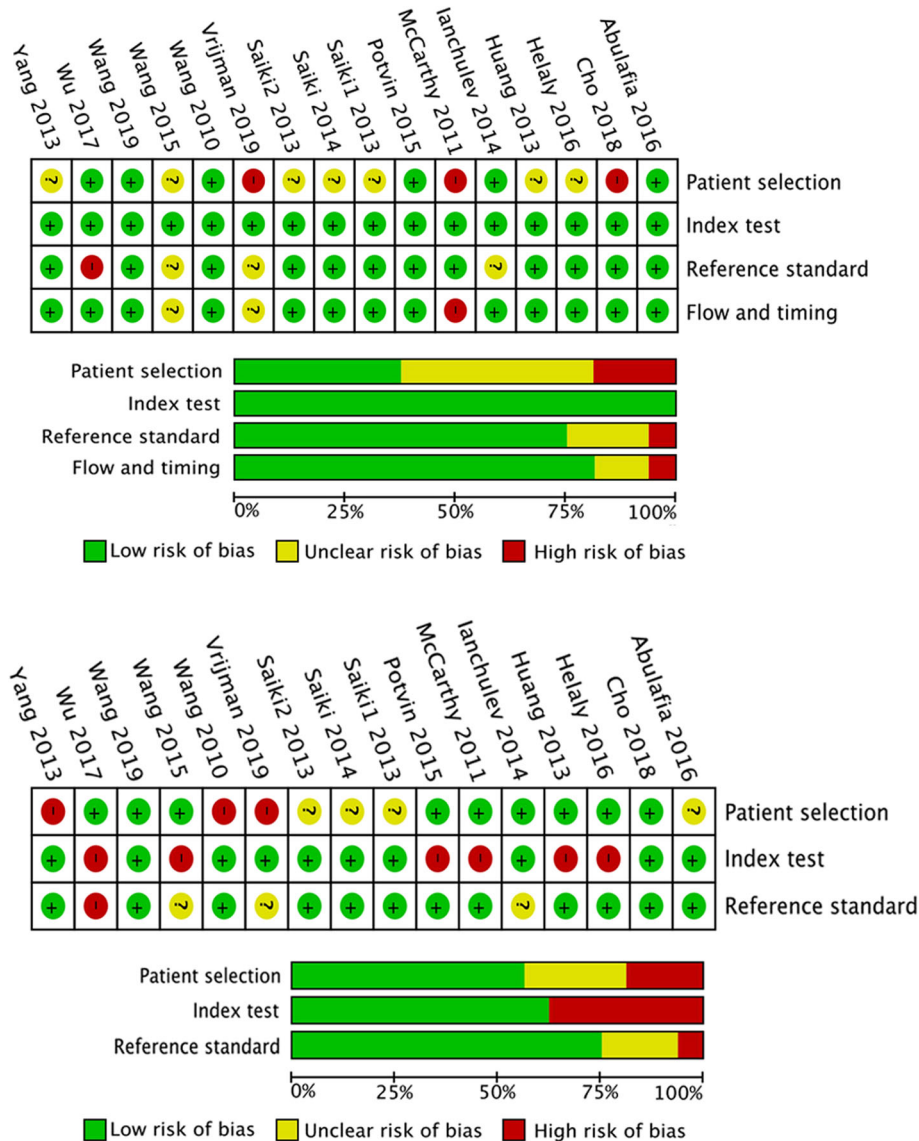 Yang 2013
Wu 2017
Wang 2019
Wang 2015
Wang 2010
Vrijman 2019
Saiki2 2013
Saiki 2014
Saiki1 2013
Potvin 2015
McCarthy 2011
Ianchulev 2014
Huang 2013
Helaly 2016
Cho 2018
Abulafia 2016
? + + ? + - ? ? ? + - + ? ? - + Patient selection
+ + + + + + + + + + + + + + + + Index test
+ - + ? + ? + + + + + ? + + + + Reference standard
+ + + ? + ? + + + + - + + + + + Flow and timing
Patient selection
Index test
Reference standard
Flow and timing
0% 25% 50% 75% 100%
Low risk of bias Unclear risk of bias High risk of bias
Yang 2013
Wu 2017
Wang 2019
Wang 2015
Wang 2010
Vrijman 2019
Saiki2 2013
Saiki 2014
Saiki1 2013
Potvin 2015
McCarthy 2011
Ianchulev 2014
Huang 2013
Helaly 2016
Cho 2018
Abulafia 2016
- + + + - - ? ? ? + + + + + + ? Patient selection
+ - + - + + + + + - - + - - + + Index test
+ - + ? + ? + + + + + ? + + + + Reference standard
Patient selection
Index test
Reference standard
0% 25% 50% 75% 100%
Low risk of bias Unclear risk of bias High risk of bias